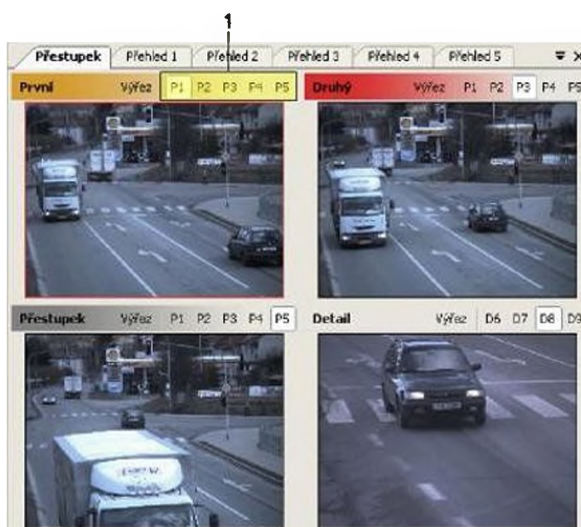 1
Přestupek Přehled 1 Přehled 2 Přehled 3 Přehled 4 Přehled 5
První Výřez P1 P2 P3 P4 P5
Druhý Výřez P1 P2 P3 P4 P5
Přestupek Výřez P1 P2 P3 P4 P5
Detail Výřez D6 D7 D8 D9